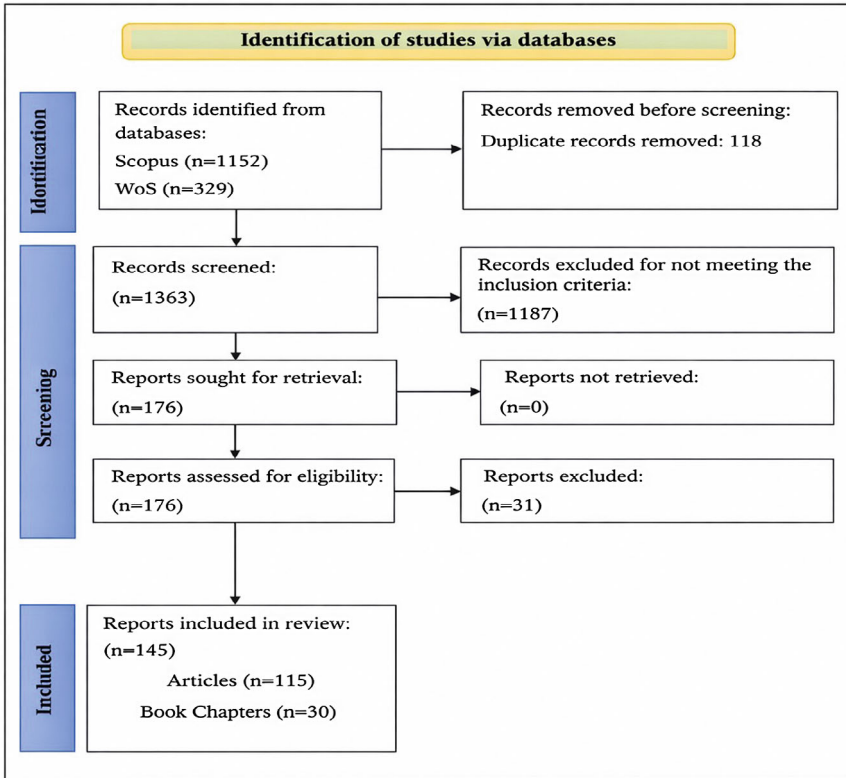 Identification of studies via databases
Idontification
Records identified from
databases:
Scopus (n=1152)
WoS (n=329)
Records removed before screening:
Duplicate records removed: 118
Srreening
Records screened:
(n=1363)
Records excluded for not meeting the
inclusion criteria:
(n=1187)
Reports sought for retrieval:
(n=176)
Reports not retrieved:
(n=0)
Reports assessed for eligibility:
(n=176)
Reports excluded:
(n=31)
Included
Reports included in review:
(n=145)
Articles (n=115)
Book Chapters (n=30)